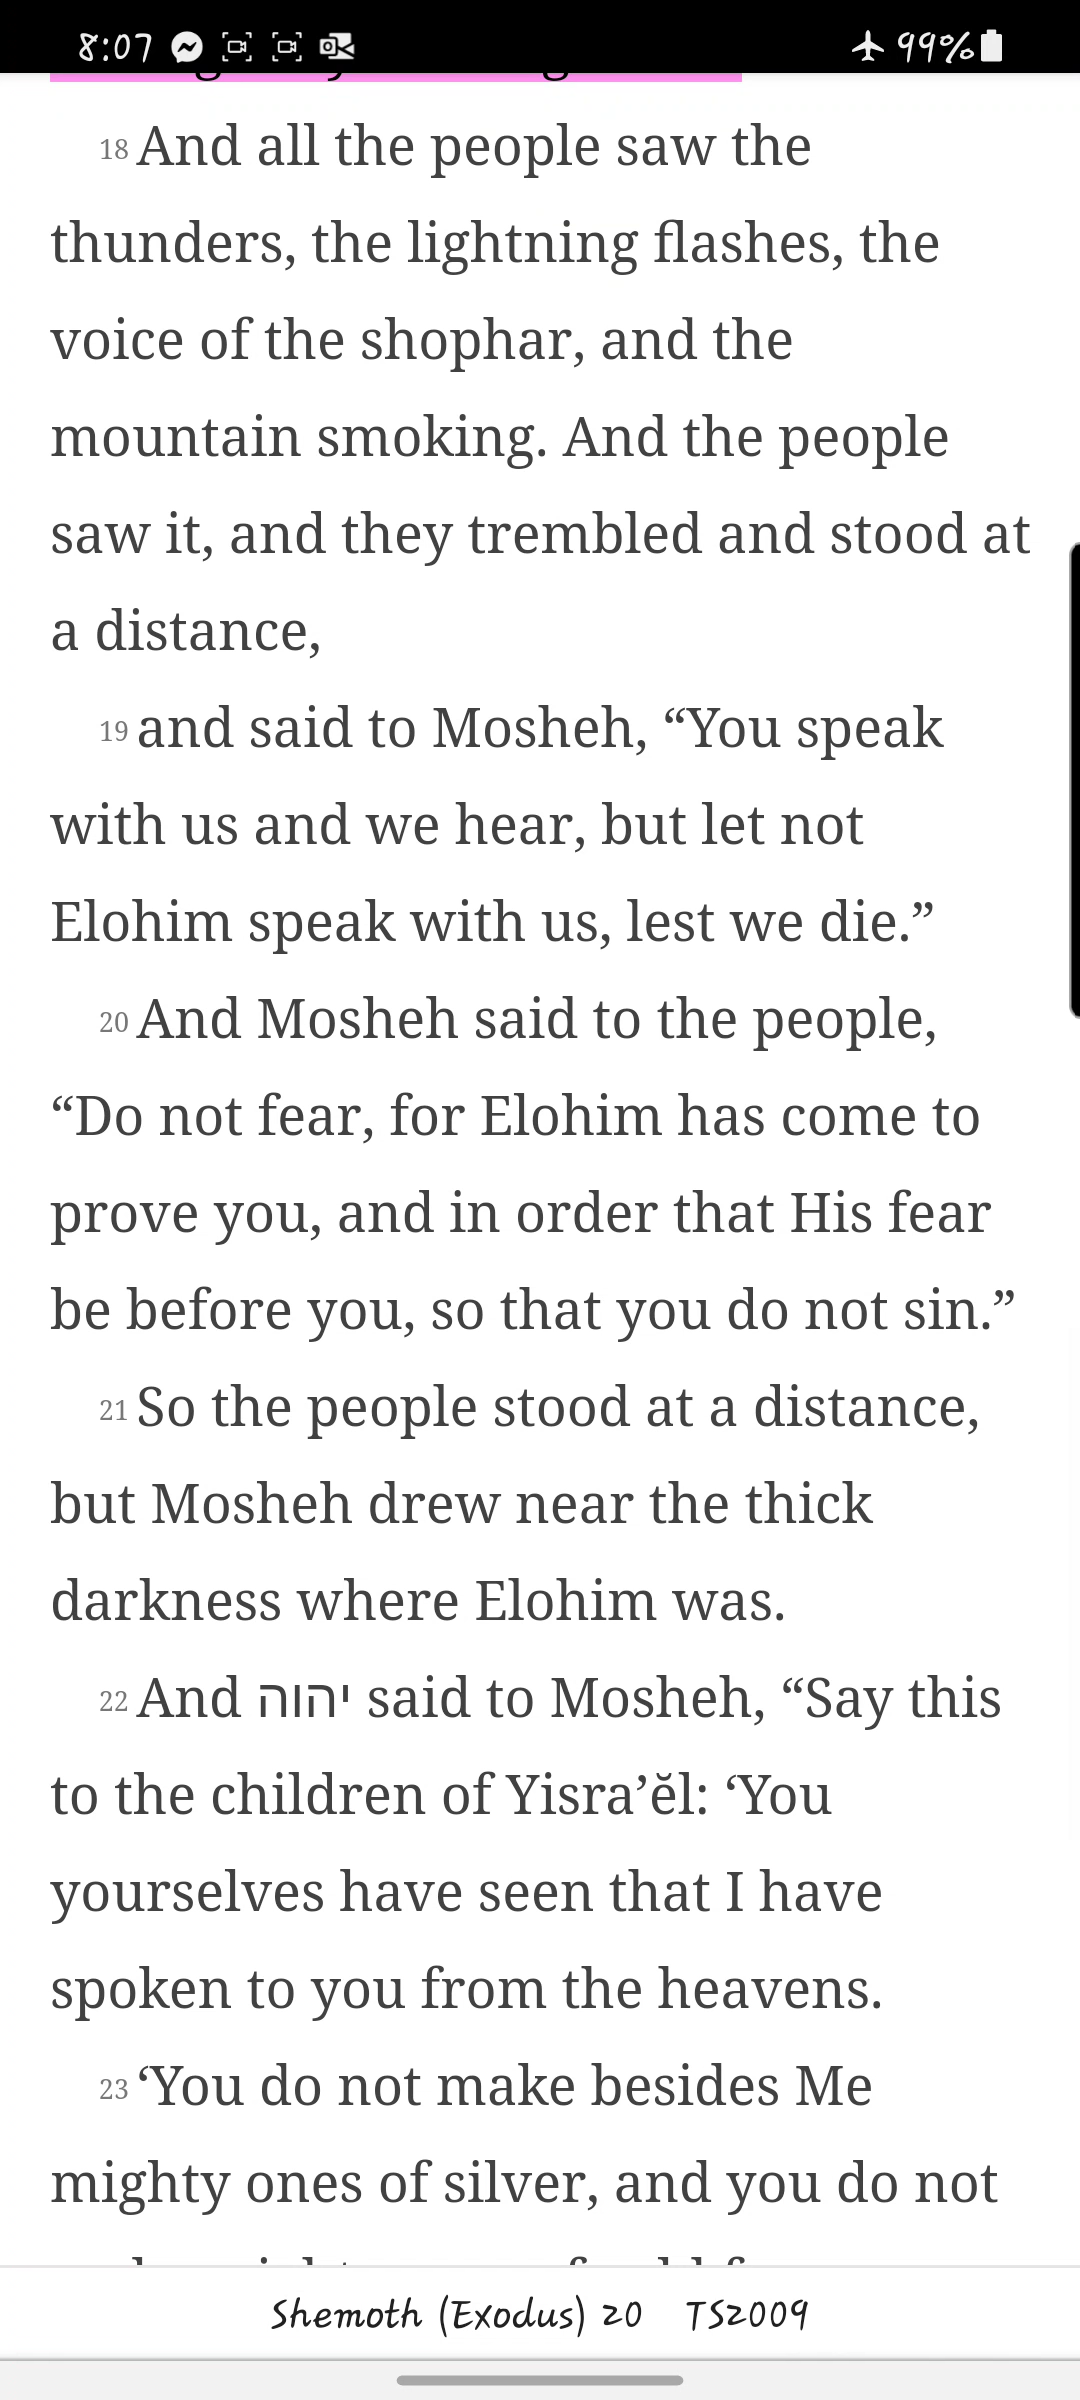 8:07 99%
18 And all the people saw the
thunders, the lightning flashes, the
voice of the shophar, and the
mountain smoking. And the people
saw it, and they trembled and stood at
a distance,
19 and said to Mosheh, “You speak
with us and we hear, but let not
Elohim speak with us, lest we die.”
20 And Mosheh said to the people,
“Do not fear, for Elohim has come to
prove you, and in order that His fear
be before you, so that you do not sin.”
21 So the people stood at a distance,
but Mosheh drew near the thick
darkness where Elohim was.
22 And יהוה said to Mosheh, “Say this
to the children of Yisra’ĕl: ‘You
yourselves have seen that I have
spoken to you from the heavens.
23 ‘You do not make besides Me
mighty ones of silver, and you do not
Shemoth (Exodus) 20 TS2009